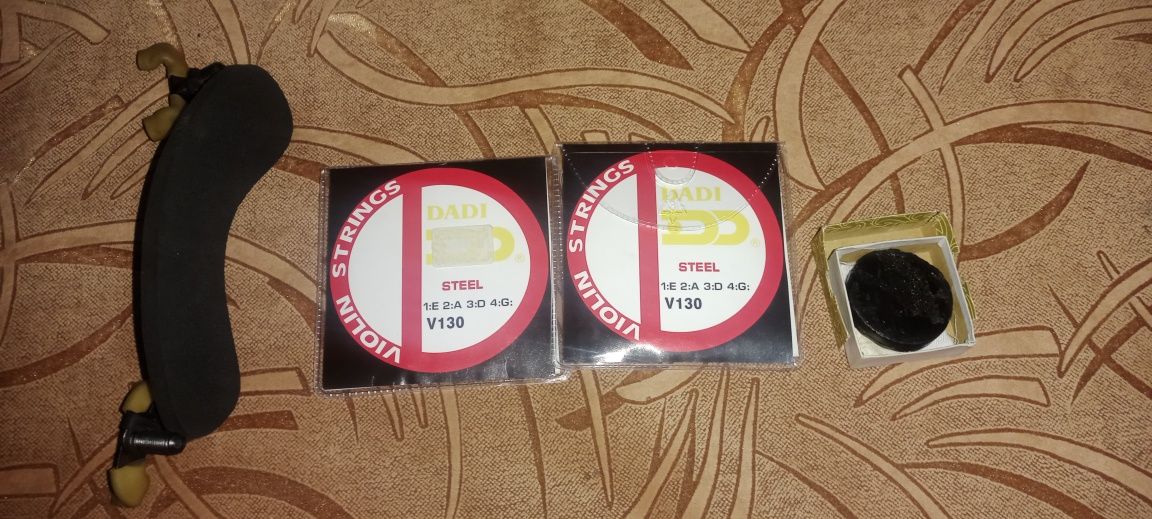 VIOLIN STRINGS
DADI
®
STEEL
1:E 2:A 3:D 4:G:
V130
VIOLIN STRINGS
DADI
®
STEEL
1:E 2:A 3:D 4:G:
V130